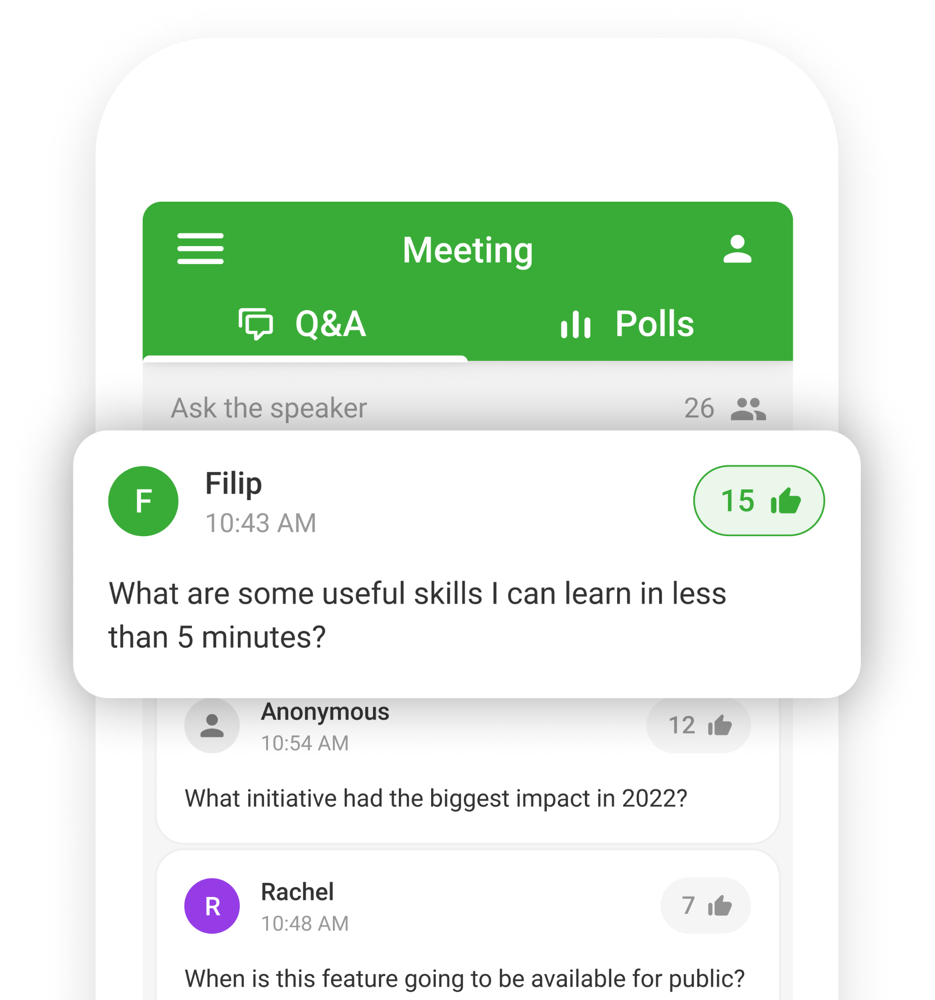 Meeting
Q&A Polls
Ask the speaker 26
F Filip 15
10:43 AM
What are some useful skills I can learn in less
than 5 minutes?
Anonymous 12
10:54 AM
What initiative had the biggest impact in 2022?
R Rachel 7
10:48 AM
When is this feature going to be available for public?